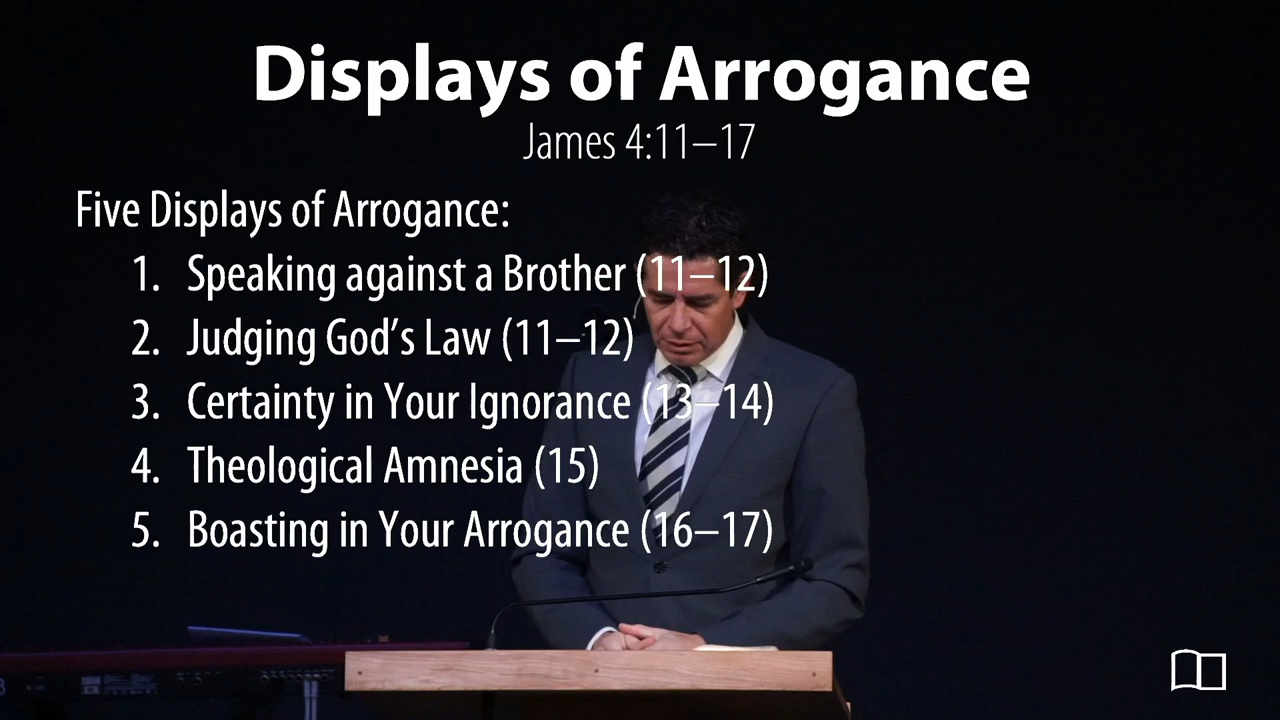 Displays of Arrogance
James 4:11–17
Five Displays of Arrogance:
1. Speaking against a Brother (11–12)
2. Judging God’s Law (11–12)
3. Certainty in Your Ignorance (13–14)
4. Theological Amnesia (15)
5. Boasting in Your Arrogance (16–17)